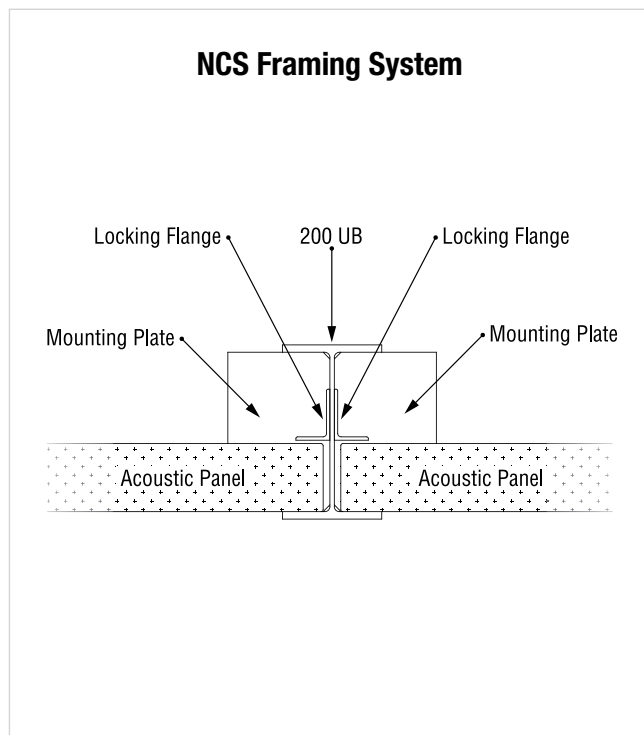 NCS Framing System
Locking Flange
200 UB
Locking Flange
Mounting Plate
Mounting Plate
Acoustic Panel
Acoustic Panel